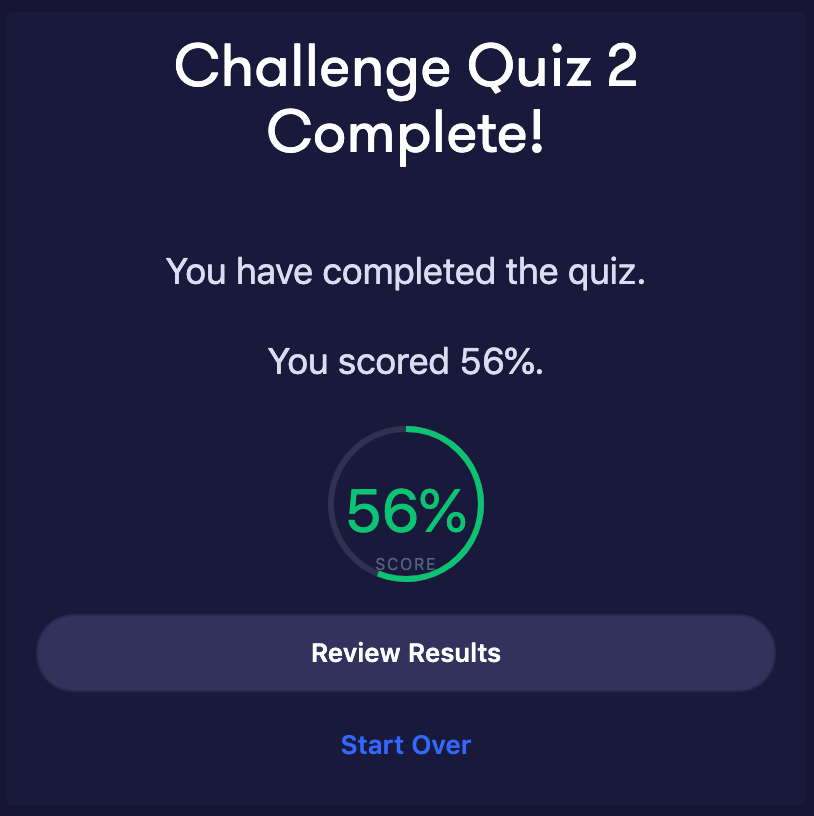 Challenge Quiz 2
Complete!
You have completed the quiz.
You scored 56%.
56%
SCORE
Review Results
Start Over